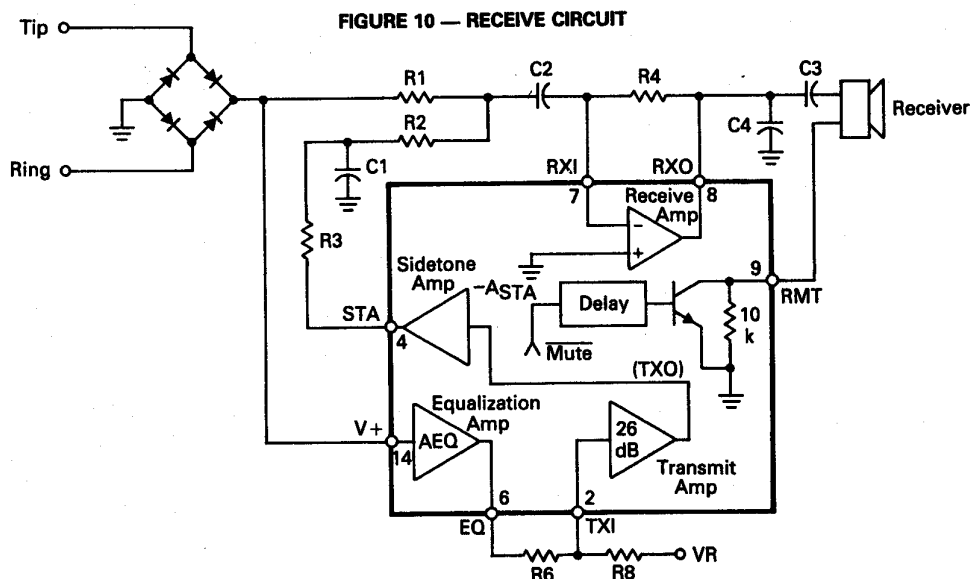 FIGURE 10 — RECEIVE CIRCUIT
Tip
Ring
R1
C2
R4
C3
Receiver
R2
C4
C1
RXI
RXO
7
8
Receive
Amp
−
+
R3
Sidetone
Amp
−ASTA
9
RMT
STA
4
Delay
10
k
Mute
(TXO)
Equalization
Amp
V+
14
AEQ
26
dB
Transmit
Amp
6
2
EQ
TXI
R6
R8
VR